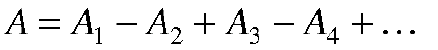 A = A₁ − A₂ + A₃ − A₄ + …